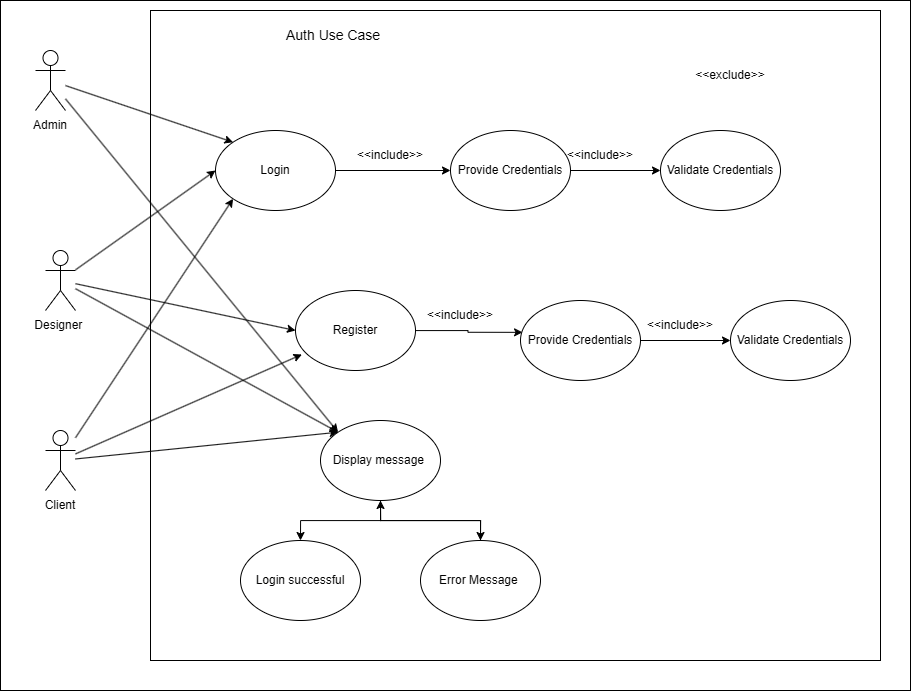 Auth Use Case
<<exclude>>
Admin
<<include>>
<<include>>
Login
Provide Credentials
Validate Credentials
Designer
<<include>>
<<include>>
Register
Provide Credentials
Validate Credentials
Display message
Client
Login successful
Error Message